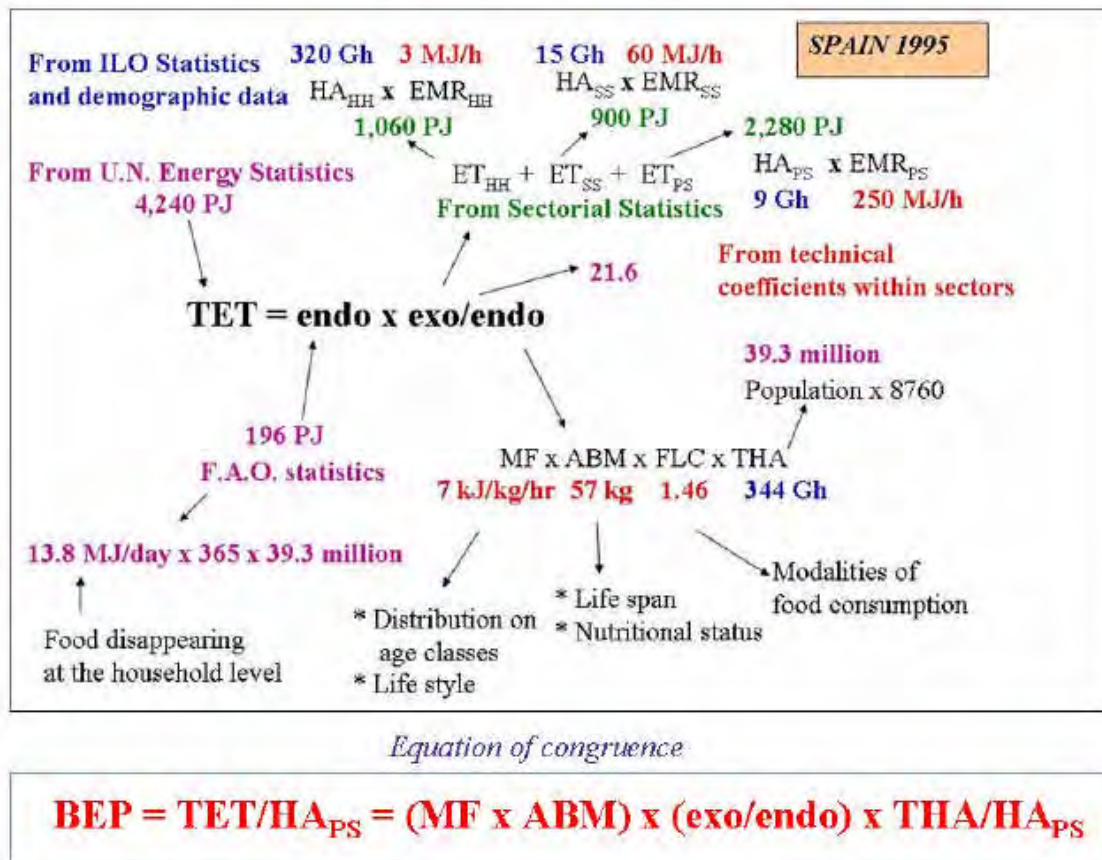 SPAIN 1995
From ILO Statistics
and demographic data
320 Gh 3 MJ/h
HA_HH x EMR_HH
1,060 PJ
15 Gh 60 MJ/h
HA_SS x EMR_SS
900 PJ
2,280 PJ
HA_PS x EMR_PS
9 Gh 250 MJ/h
ET_HH + ET_SS + ET_PS
From Sectorial Statistics
From U.N. Energy Statistics
4,240 PJ
21.6
From technical
coefficients within sectors
TET = endo x exo/endo
39.3 million
Population x 8760
196 PJ
F.A.O. statistics
MF x ABM x FLC x THA
7 kJ/kg/hr 57 kg 1.46 344 Gh
13.8 MJ/day x 365 x 39.3 million
Food disappearing
at the household level
* Distribution on
age classes
* Life style
* Life span
* Nutritional status
Modalities of
food consumption
Equation of congruence
BEP = TET/HA_PS = (MF x ABM) x (exo/endo) x THA/HA_PS